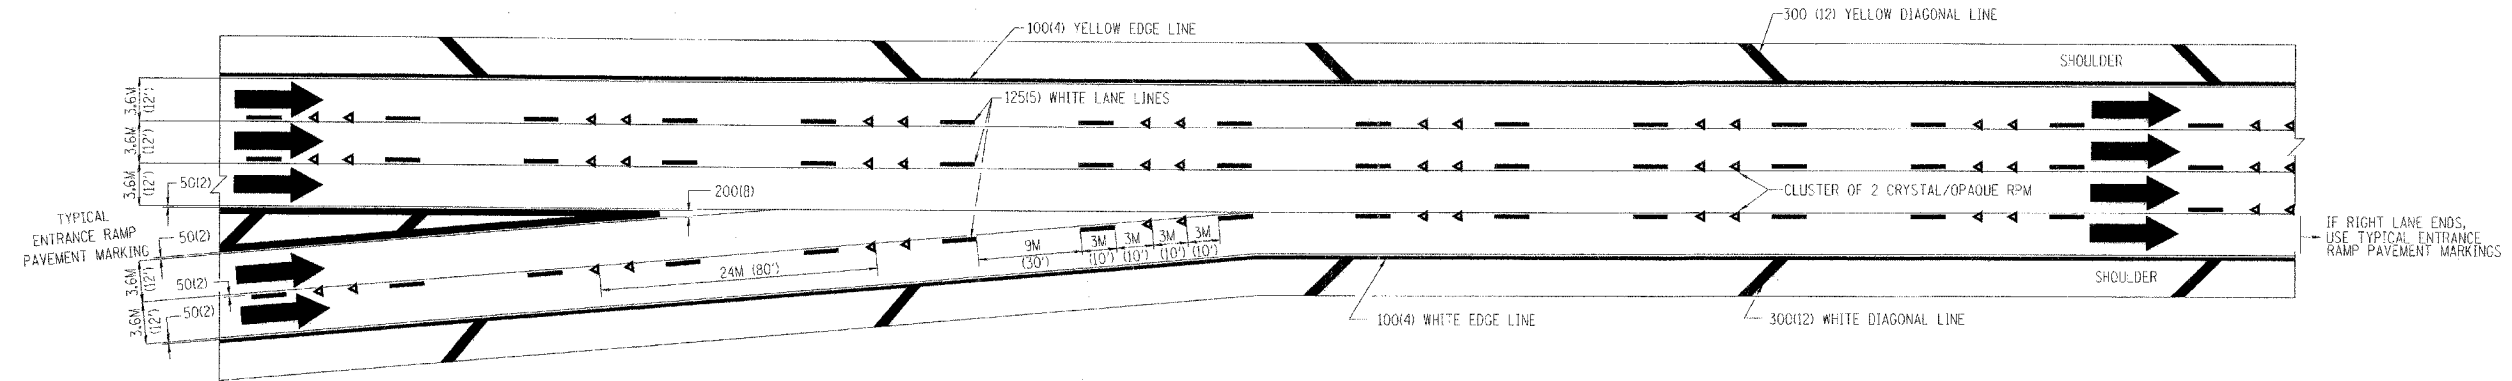 100(4) YELLOW EDGE LINE
300 (12) YELLOW DIAGONAL LINE
SHOULDER
3.6M
(12')
3.6M
(12')
3.6M
(12')
125(5) WHITE LANE LINES
50(2)
200(8)
CLUSTER OF 2 CRYSTAL/OPAQUE RPM
TYPICAL
ENTRANCE RAMP
PAVEMENT MARKING
50(2)
3.6M
(12')
50(2)
3.6M
(12')
50(2)
24M (80')
9M
(30')
3M
(10')
3M
(10')
3M
(10')
3M
(10')
IF RIGHT LANE ENDS,
USE TYPICAL ENTRANCE
RAMP PAVEMENT MARKINGS
SHOULDER
100(4) WHITE EDGE LINE
300(12) WHITE DIAGONAL LINE